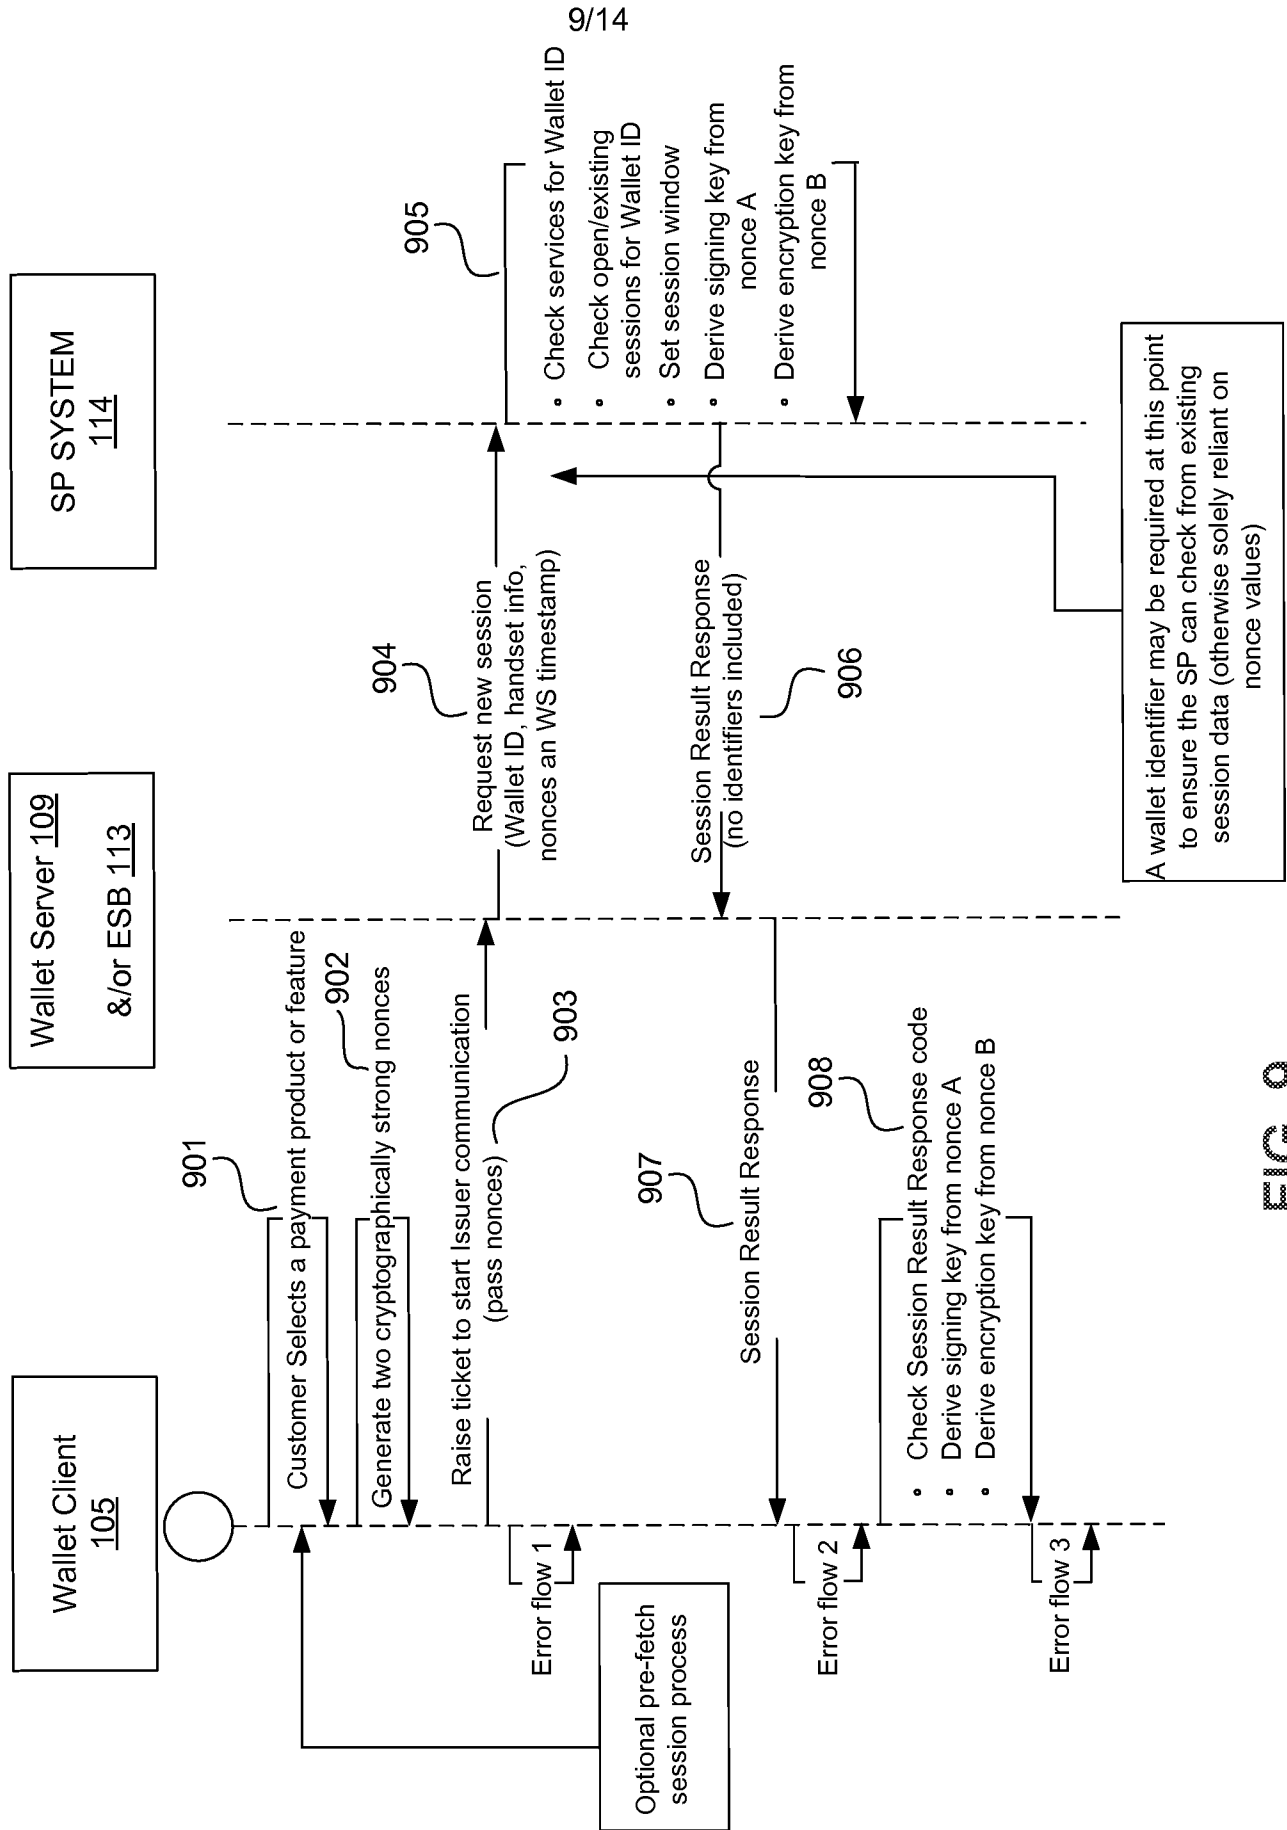 9/14
Wallet Client
105
Wallet Server 109
&/or ESB 113
SP SYSTEM
114
901
Customer Selects a payment product or feature
902
Generate two cryptographically strong nonces
Optional pre-fetch
session process
Raise ticket to start Issuer communication
(pass nonces)
903
Error flow 1
904
Request new session
(Wallet ID, handset info,
nonces an WS timestamp)
905
• Check services for Wallet ID
• Check open/existing
sessions for Wallet ID
• Set session window
• Derive signing key from
nonce A
• Derive encryption key from
nonce B
Session Result Response
(no identifiers included)
906
A wallet identifier may be required at this point
to ensure the SP can check from existing
session data (otherwise solely reliant on
nonce values)
907
Session Result Response
Error flow 2
908
• Check Session Result Response code
• Derive signing key from nonce A
• Derive encryption key from nonce B
Error flow 3
FIG. 9